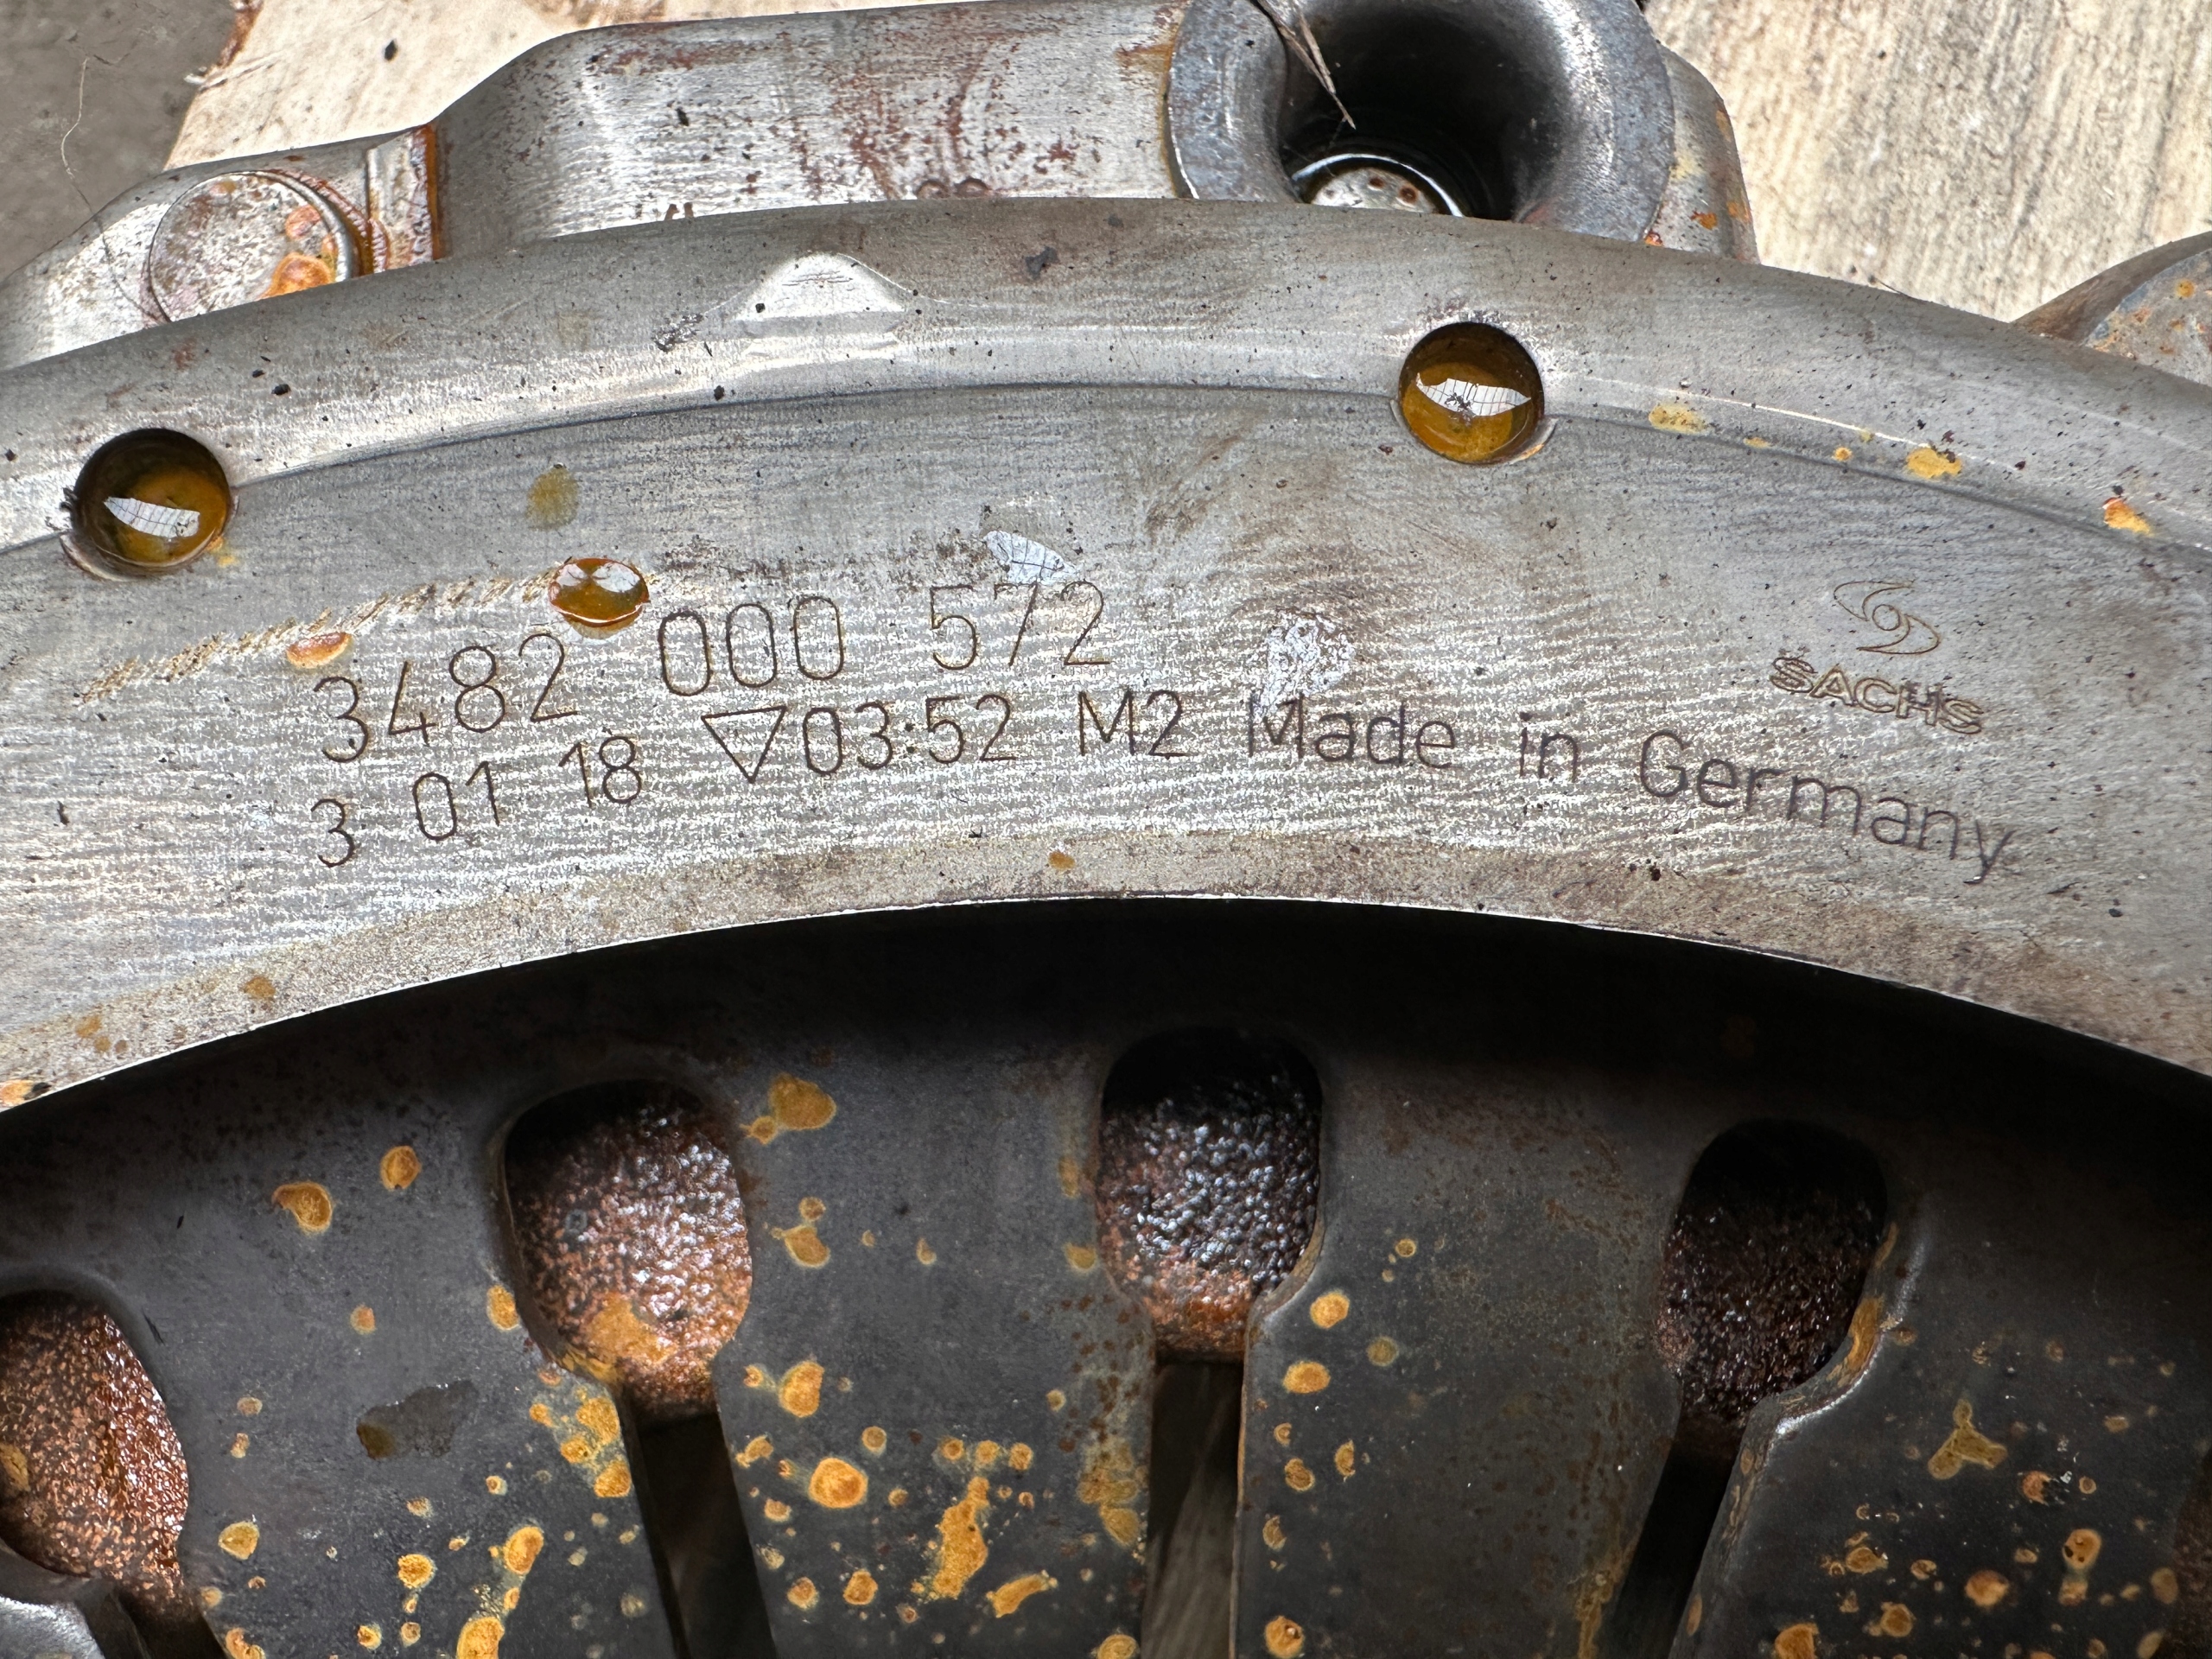 3482 000 572
3 01 18 ▽03:52 M2 Made in Germany
SACHS